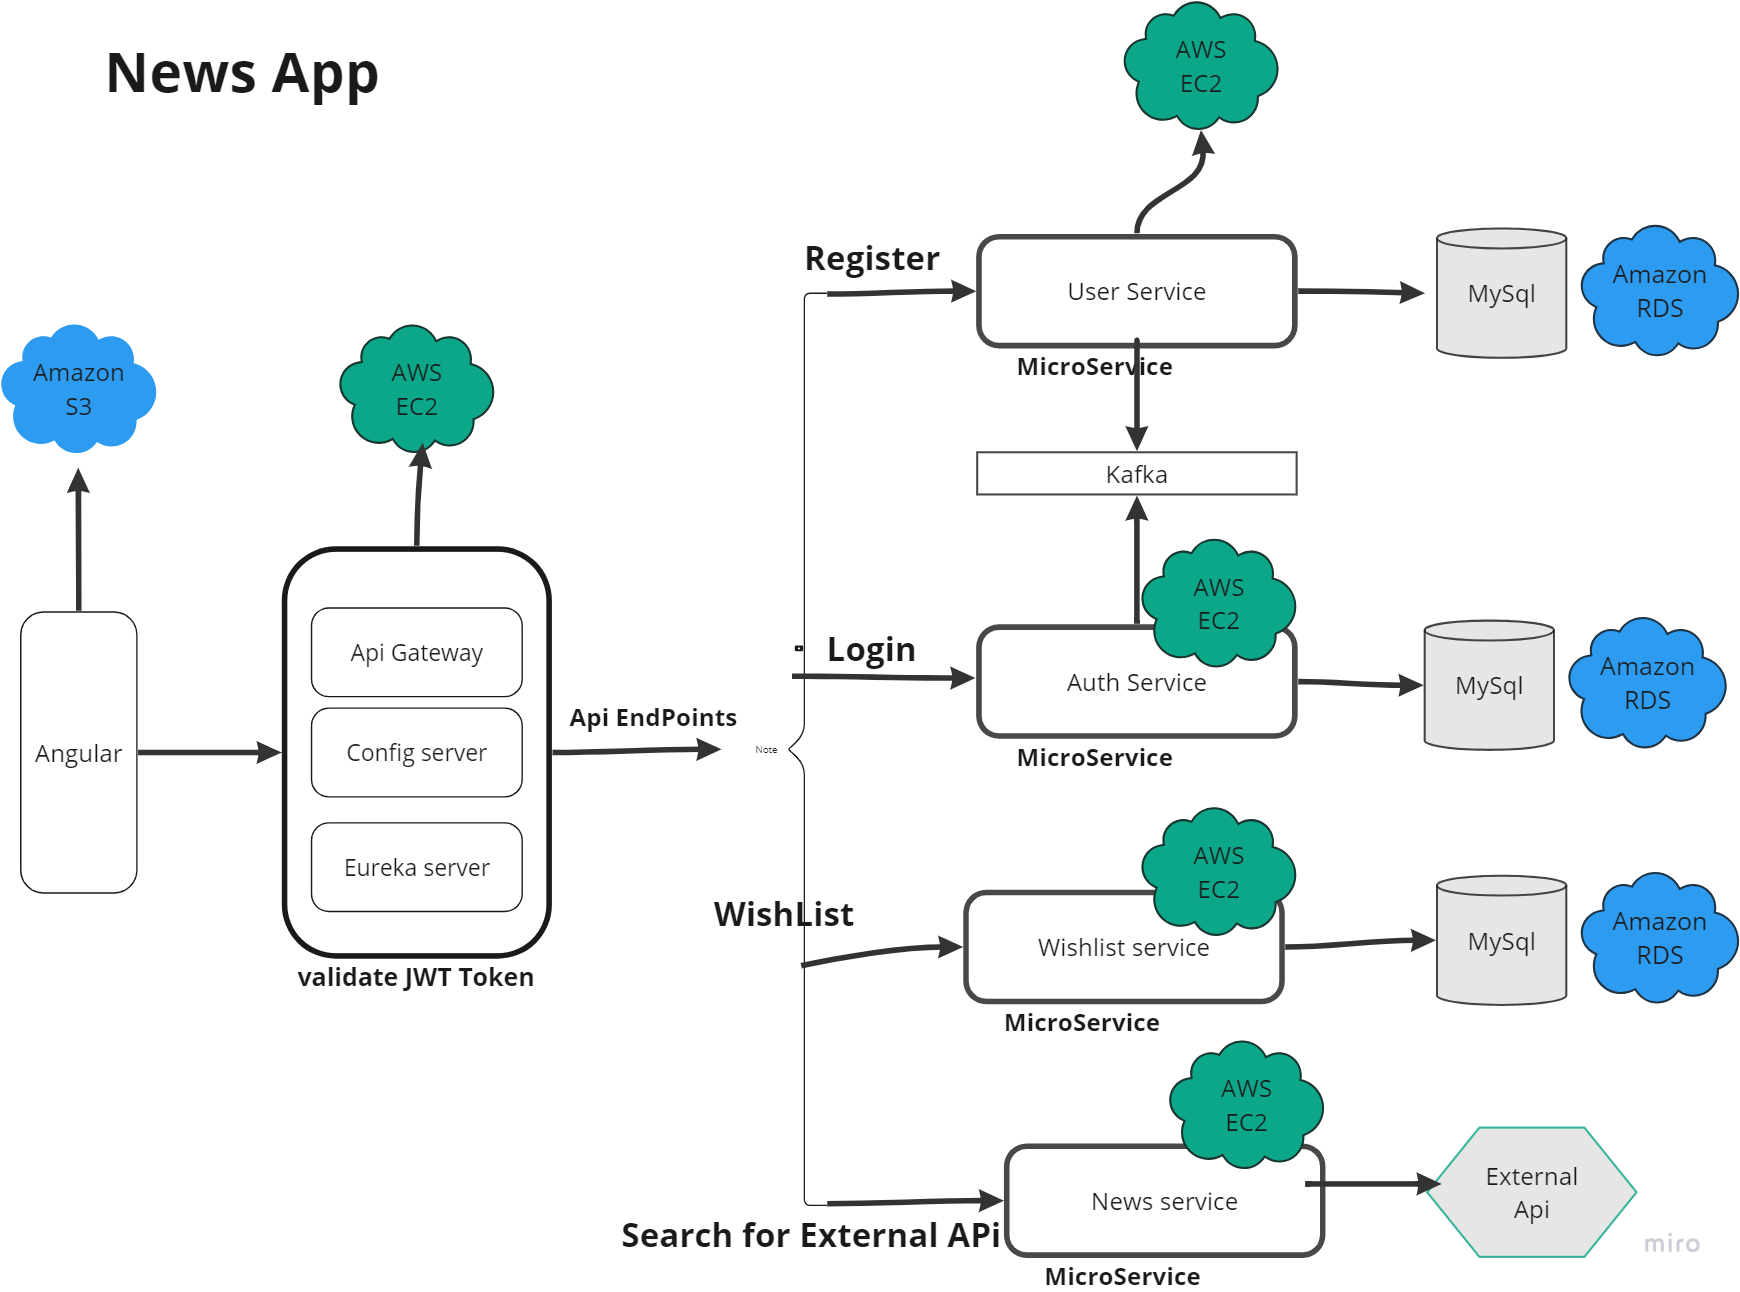 News App
AWS
EC2
Register
User Service
MicroService
MySql
Amazon
RDS
Amazon
S3
AWS
EC2
Kafka
AWS
EC2
Login
Auth Service
MicroService
MySql
Amazon
RDS
Angular
Api Gateway
Config server
Eureka server
validate JWT Token
Api EndPoints
Note
AWS
EC2
WishList
Wishlist service
MicroService
MySql
Amazon
RDS
AWS
EC2
News service
Search for External APi
MicroService
External
Api
miro